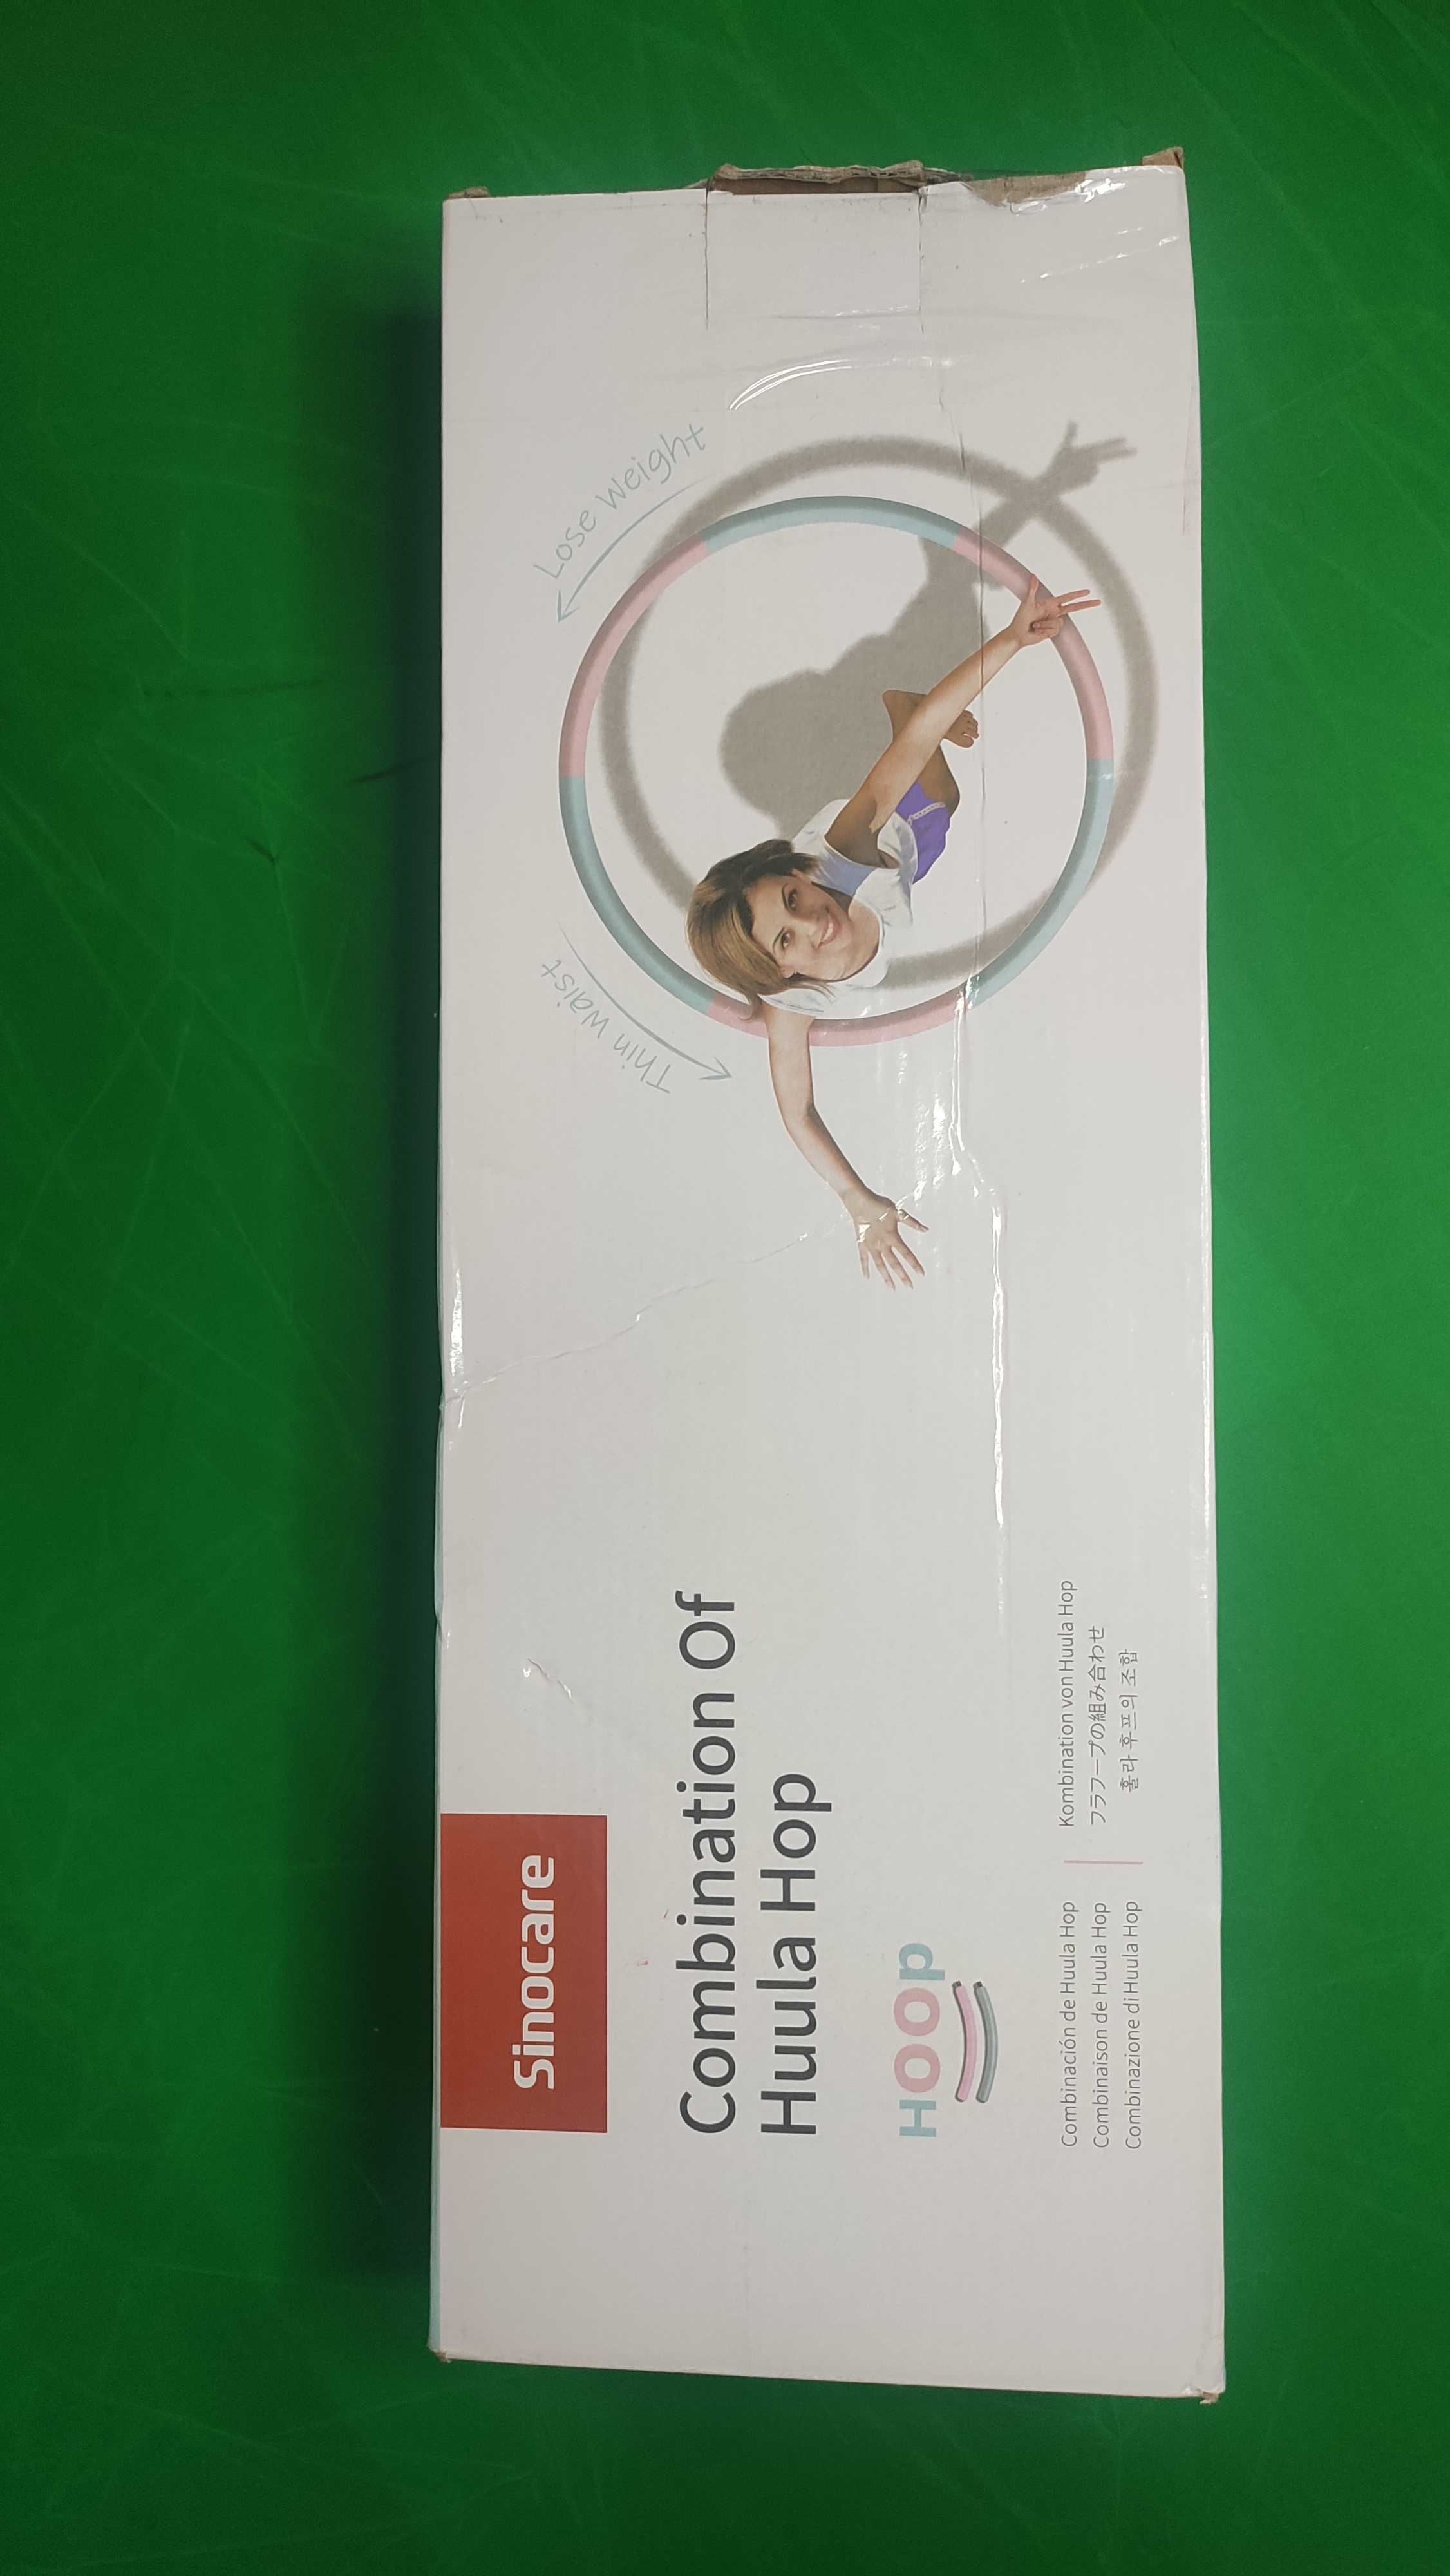 Sinocare
Combination Of
Huula Hop
HOOP
Combinación de Huula Hop
Combinaison de Huula Hop
Combinazione di Huula Hop
Kombination von Huula Hop
フラフープの組み合わせ
훌라 후프의 조합
Thin waist
Lose Weight